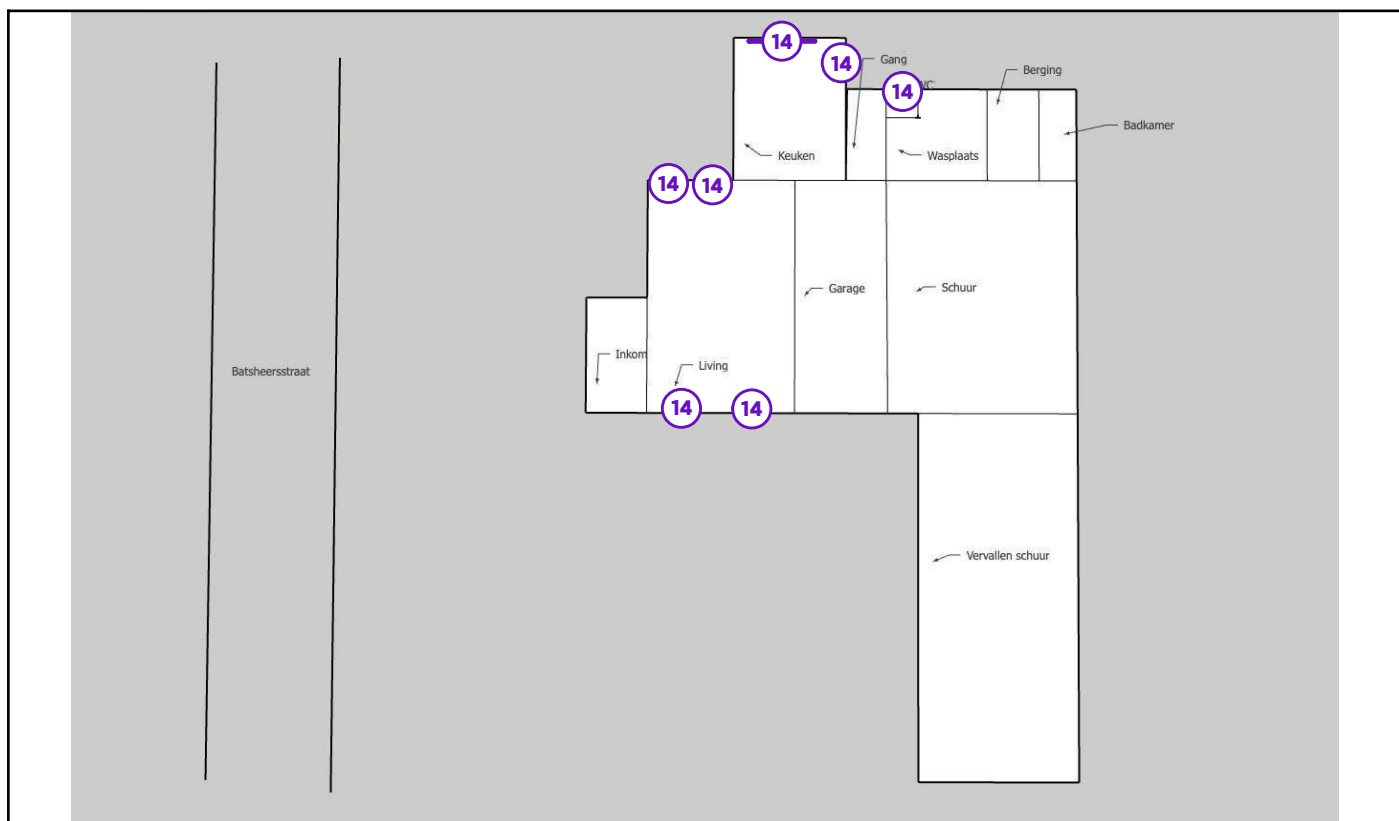 14
14
Gang
14
Berging
Badkamer
Keuken
Wasplaats
14
14
Garage
Schuur
Inkom
Living
Batsheersstraat
14
14
Vervallen schuur